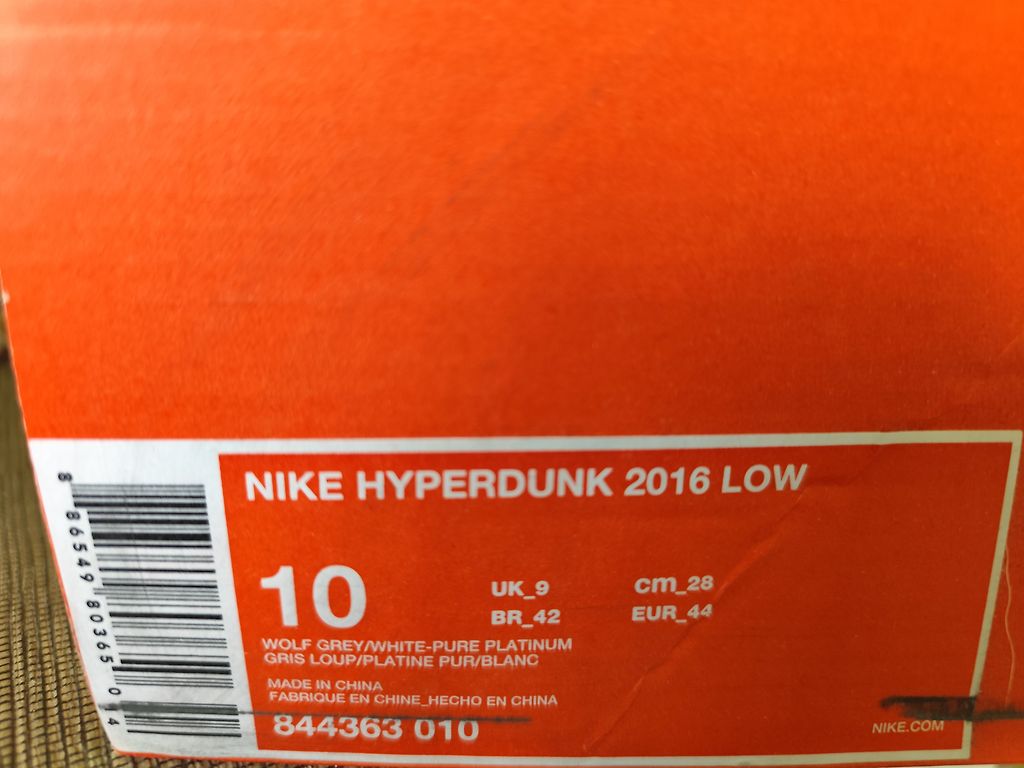 NIKE HYPERDUNK 2016 LOW
10
UK_9 cm_28
BR_42 EUR_44
WOLF GREY/WHITE-PURE PLATINUM
GRIS LOUP/PLATINE PUR/BLANC
MADE IN CHINA
FABRIQUE EN CHINE_HECHO EN CHINA
844363 010
NIKE.COM
8 86549 80365 0 14